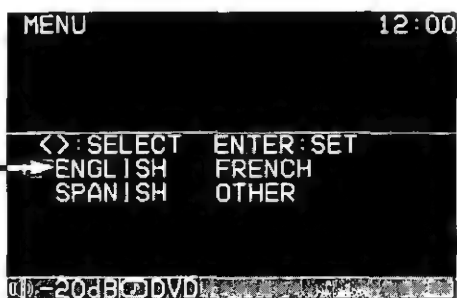 MENU 12:00
<>:SELECT ENTER:SET
ENGLISH FRENCH
SPANISH OTHER
-20dB DVD